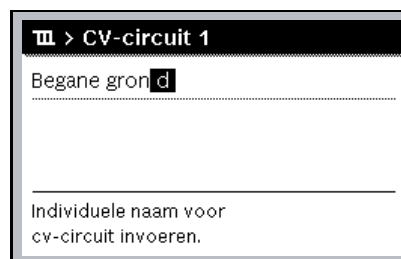 > CV-circuit 1
Begane grond
Individuele naam voor
cv-circuit invoeren.